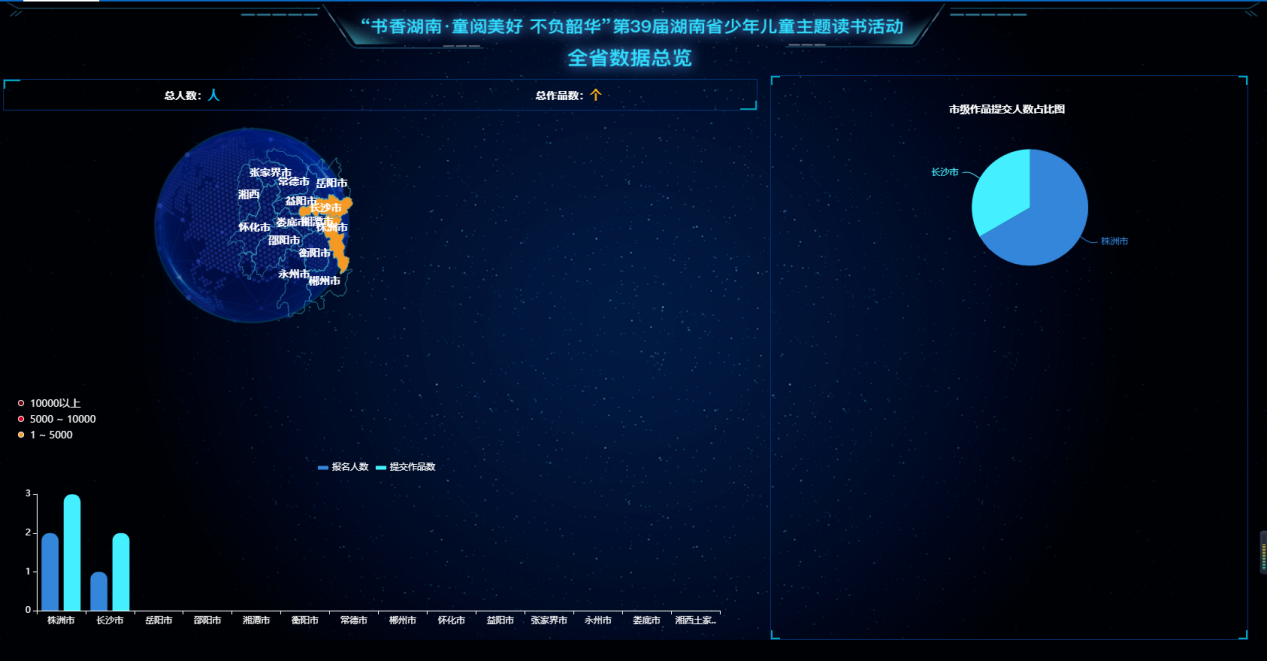 “书香湖南·童阅美好 不负韶华”第39届湖南省少年儿童主题读书活动
全省数据总览
总人数：人
总作品数：个
张家界市
常德市
岳阳市
湘西
益阳市
长沙市
娄底市
湘潭市
株洲市
怀化市
邵阳市
衡阳市
永州市
郴州市
10000以上
5000 ~ 10000
1 ~ 5000
报名人数 提交作品数
3
2
1
0
株洲市 长沙市 岳阳市 邵阳市 湘潭市 衡阳市 常德市 郴州市 怀化市 益阳市 张家界市 永州市 娄底市 湘西土家..
市级作品提交人数占比图
长沙市
株洲市